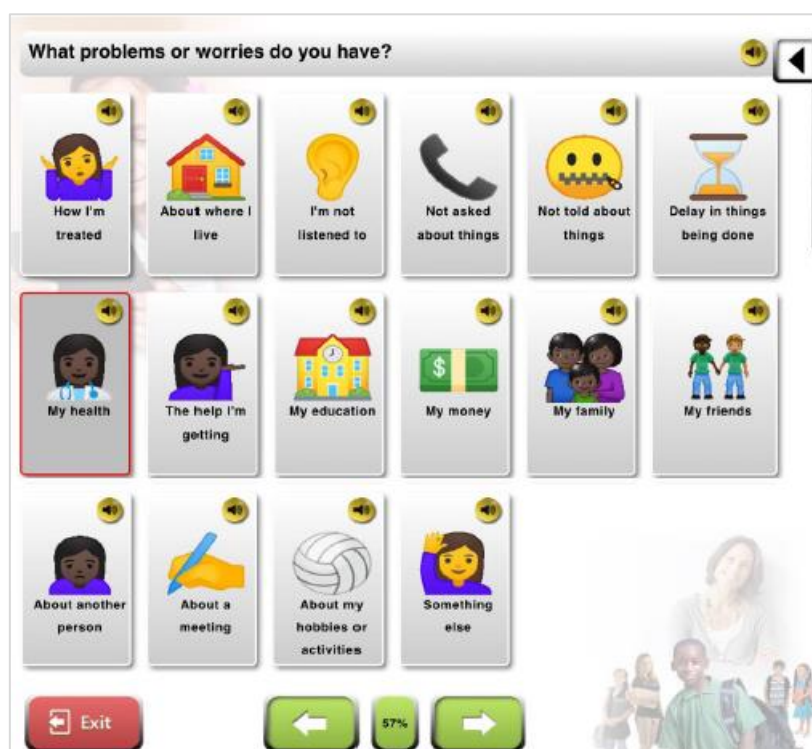 What problems or worries do you have?
How I'm
treated
About where I
live
I'm not
listened to
Not asked
about things
Not told about
things
Delay in things
being done
My health
The help I'm
getting
My education
$
My money
My family
My friends
About another
person
About a
meeting
About my
hobbies or
activities
Something
else
Exit
57%